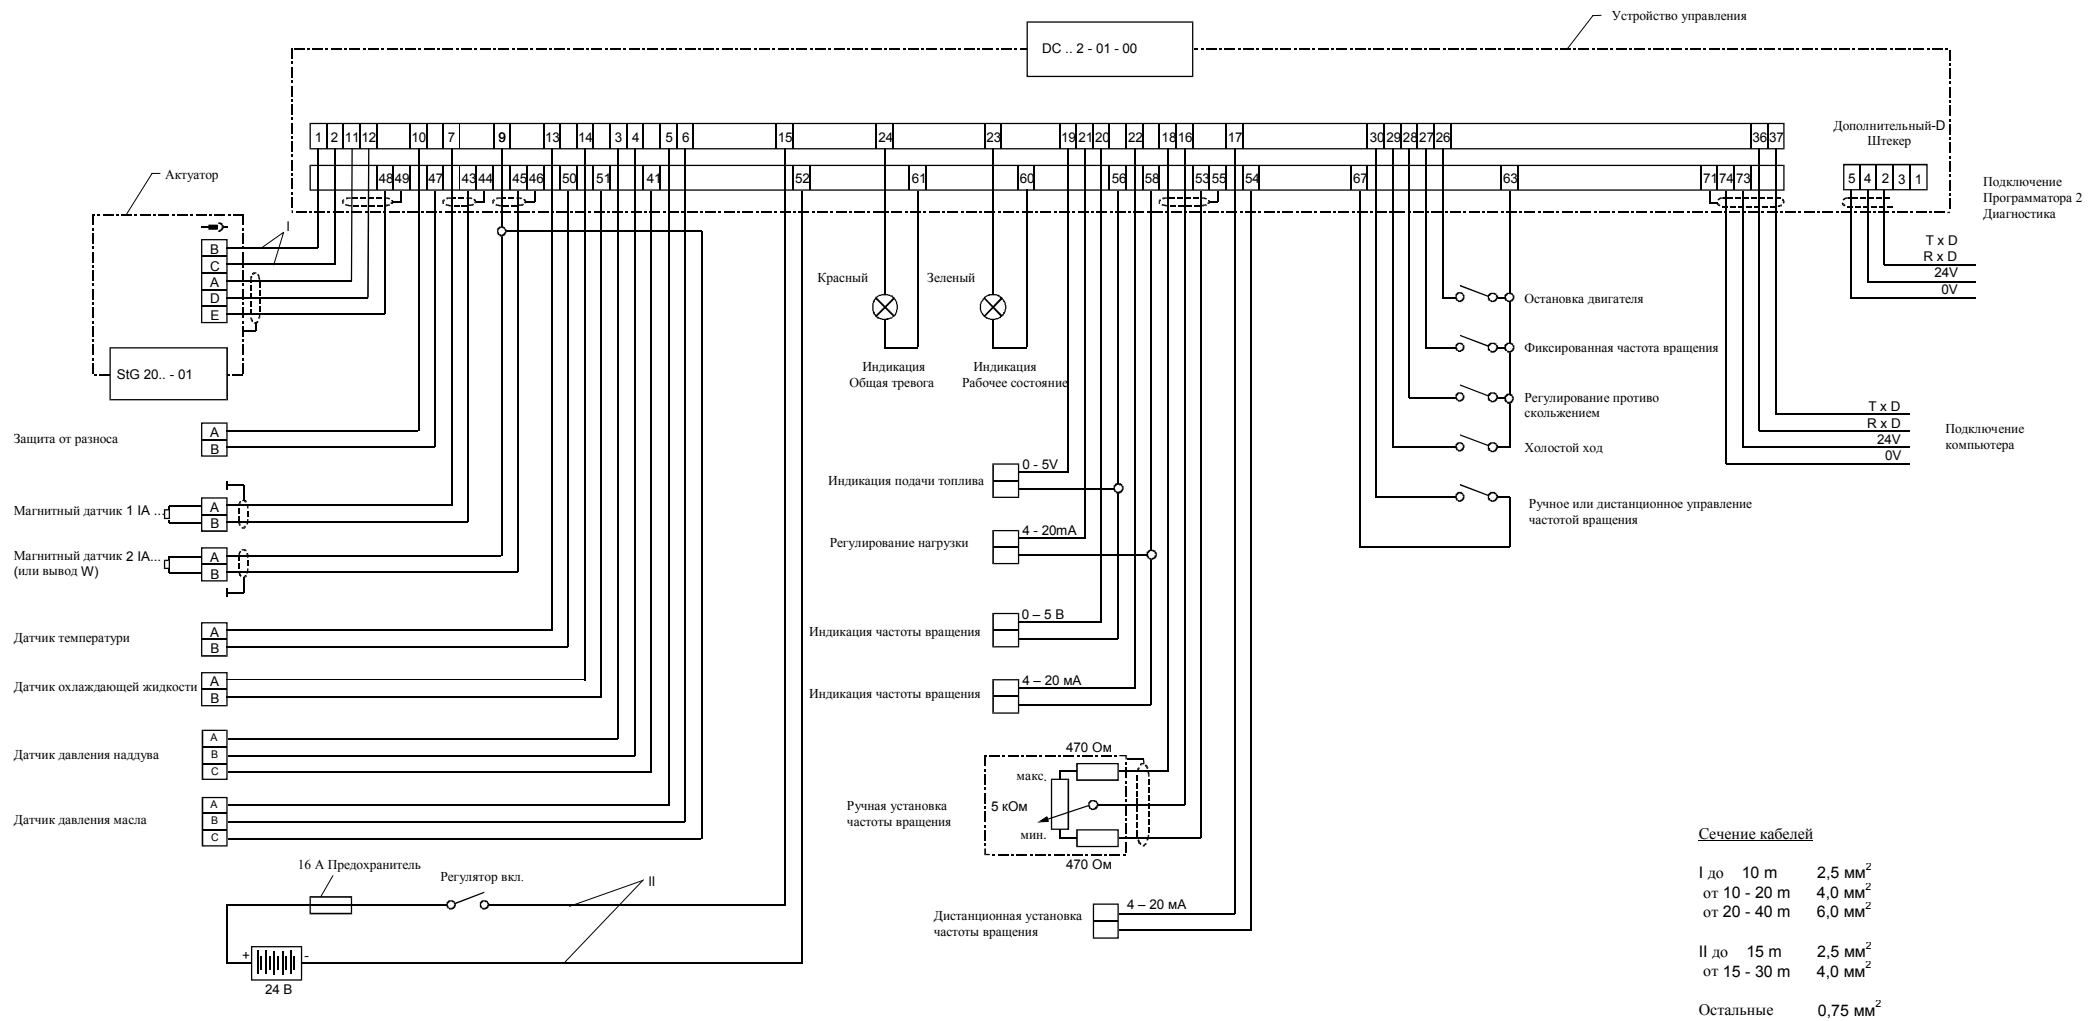 Устройство управления
DC .. 2 - 01 - 00
1 2 11 12 10 7 9 13 14 3 4 5 6 15 24 23 19 21 20 22 18 16 17 30 29 28 27 26 36 37
48 49 47 43 44 45 46 50 51 41 52 61 60 56 58 53 55 54 67 63 71 74 73
Дополнительный-D
Штекер
5 4 2 3 1
Подключение
Программатора 2
Диагностика
T x D
R x D
24V
0V
Актуатор
I
B
C
A
D
E
StG 20.. - 01
Защита от разноса
A
B
Магнитный датчик 1 IA ...
A
B
Магнитный датчик 2 IA...
(или вывод W)
A
B
Датчик температури
A
B
Датчик охлаждающей жидкости
A
B
Датчик давления наддува
A
B
C
Датчик давления масла
A
B
C
16 А Предохранитель
Регулятор вкл.
II
+
-
24 В
Красный
Зеленый
Индикация
Общая тревога
Индикация
Рабочее состояние
Индикация подачи топлива
0 - 5V
Регулирование нагрузки
4 - 20mA
Индикация частоты вращения
0 – 5 В
Индикация частоты вращения
4 – 20 мА
470 Ом
макс.
5 кОм
мин.
470 Ом
Ручная установка
частоты вращения
Дистанционная установка
частоты вращения
4 – 20 мА
Остановка двигателя
Фиксированная частота вращения
Регулирование противо
скольжением
Холостой ход
Ручное или дистанционное управление
частотой вращения
T x D
R x D
24V
0V
Подключение
компьютера
Сечение кабелей
I до 10 m 2,5 мм²
от 10 - 20 m 4,0 мм²
от 20 - 40 m 6,0 мм²
II до 15 m 2,5 мм²
от 15 - 30 m 4,0 мм²
Остальные 0,75 мм²